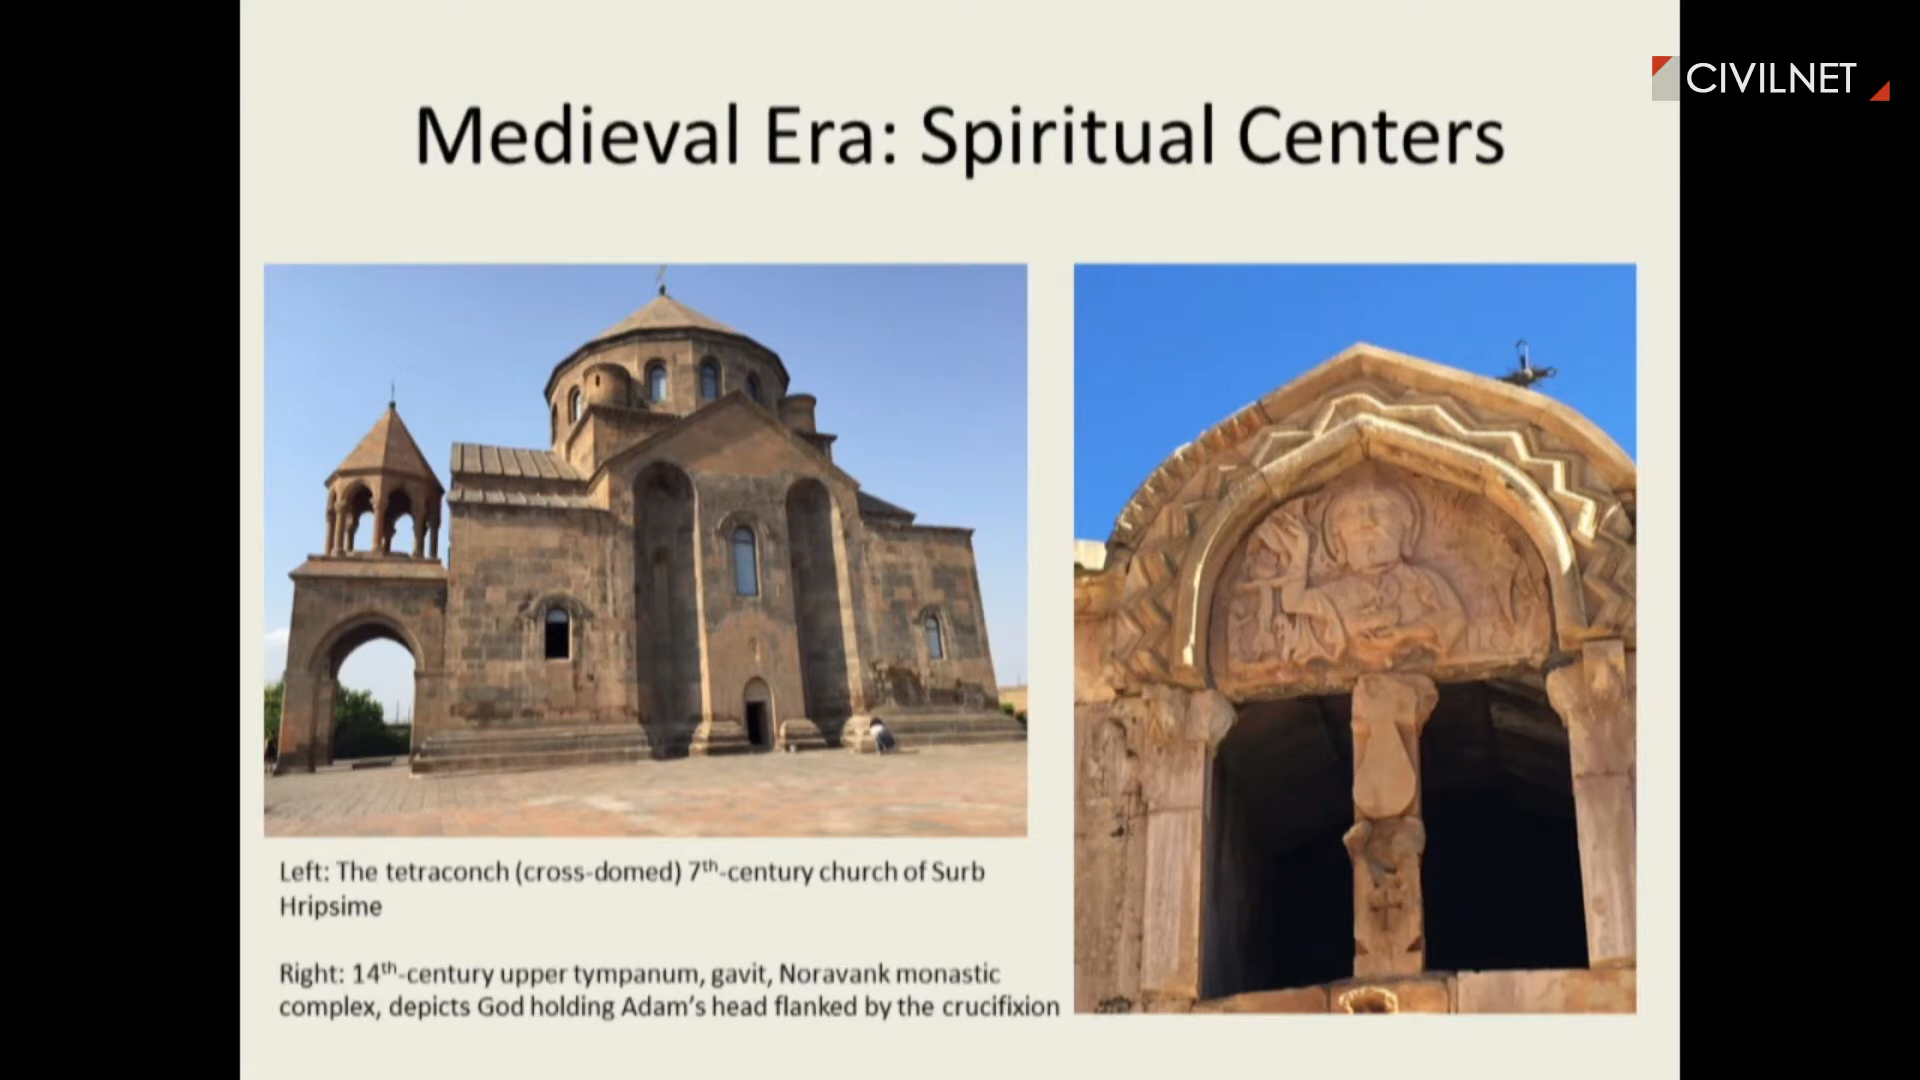 CIVILNET
Medieval Era: Spiritual Centers
Left: The tetraconch (cross-domed) 7th-century church of Surb
Hripsime
Right: 14th-century upper tympanum, gavit, Noravank monastic
complex, depicts God holding Adam's head flanked by the crucifixion